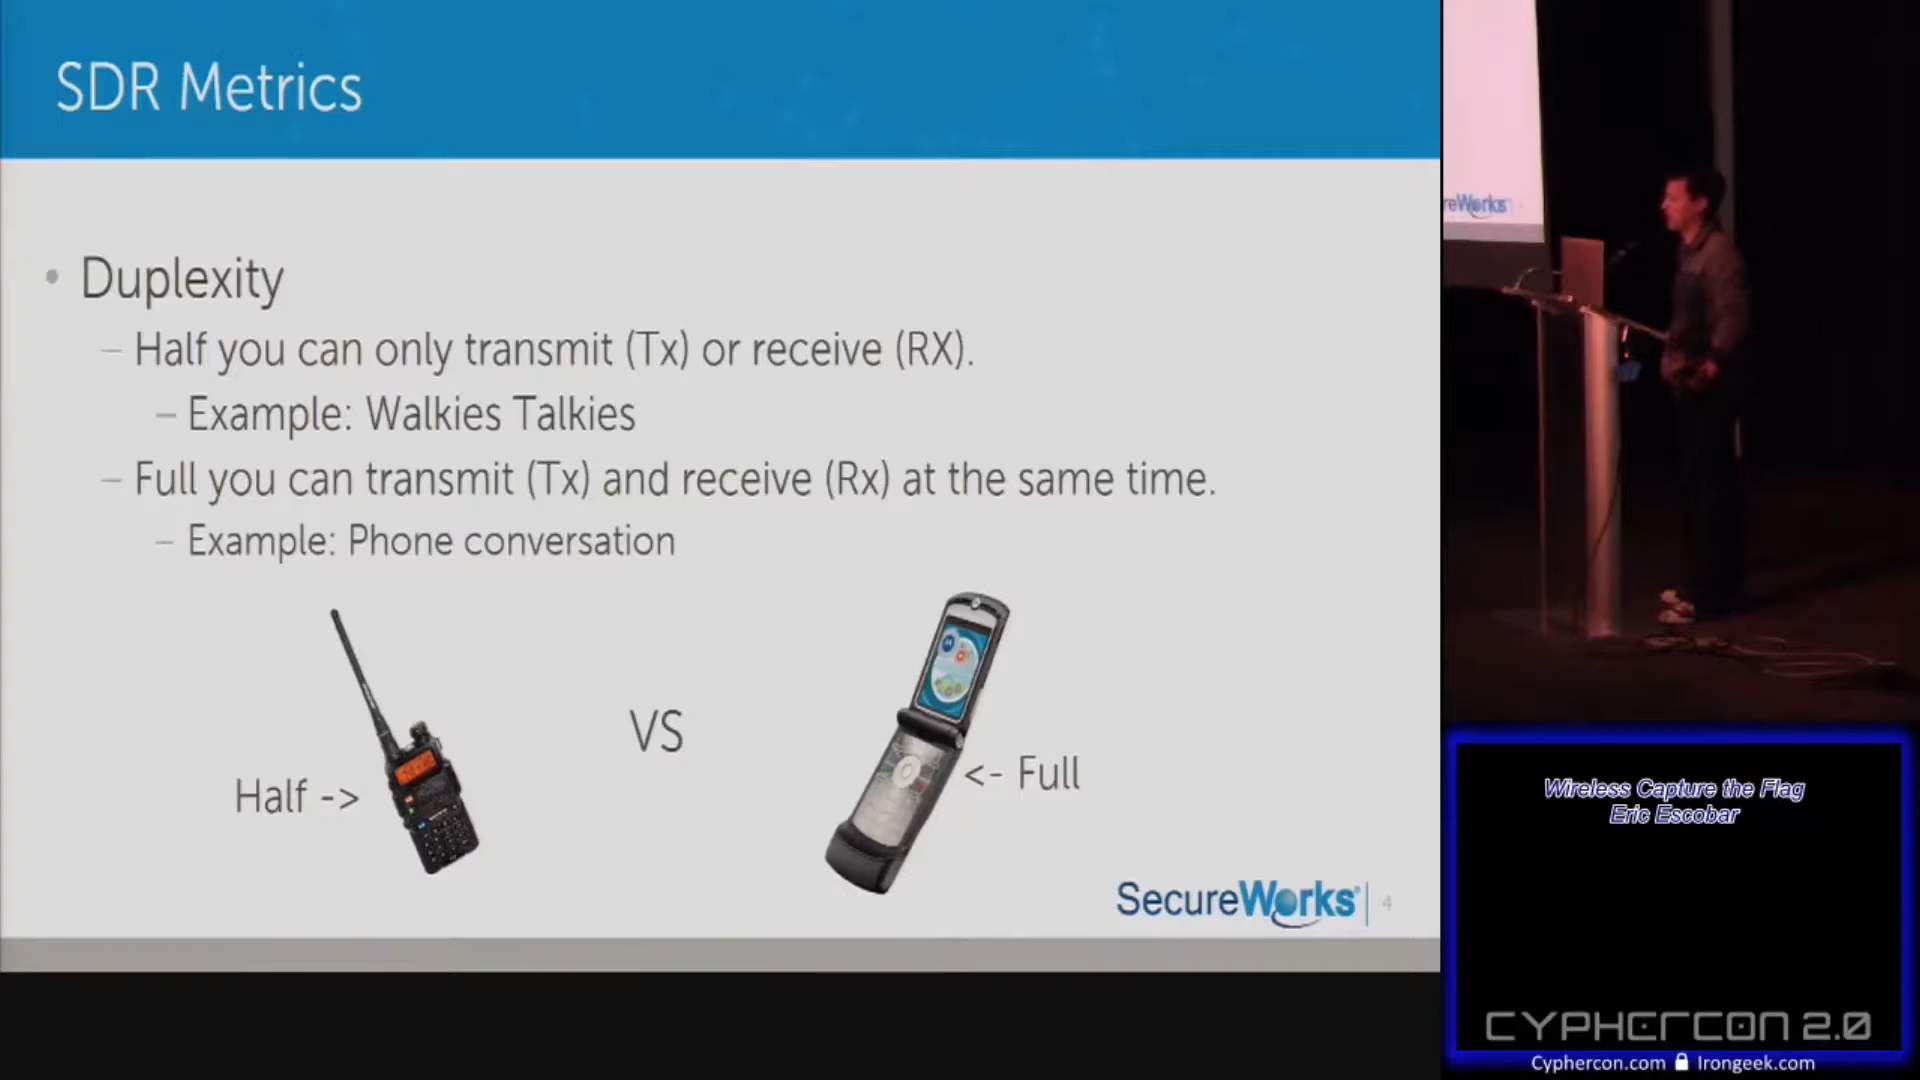 SDR Metrics
• Duplexity
– Half you can only transmit (Tx) or receive (RX).
– Example: Walkies Talkies
– Full you can transmit (Tx) and receive (Rx) at the same time.
– Example: Phone conversation
VS
Half ->
<- Full
SecureWorks®
4
reWorks
Wireless Capture the Flag
Eric Escobar
CYPHERCON 2.0
Cyphercon.com Irongeek.com